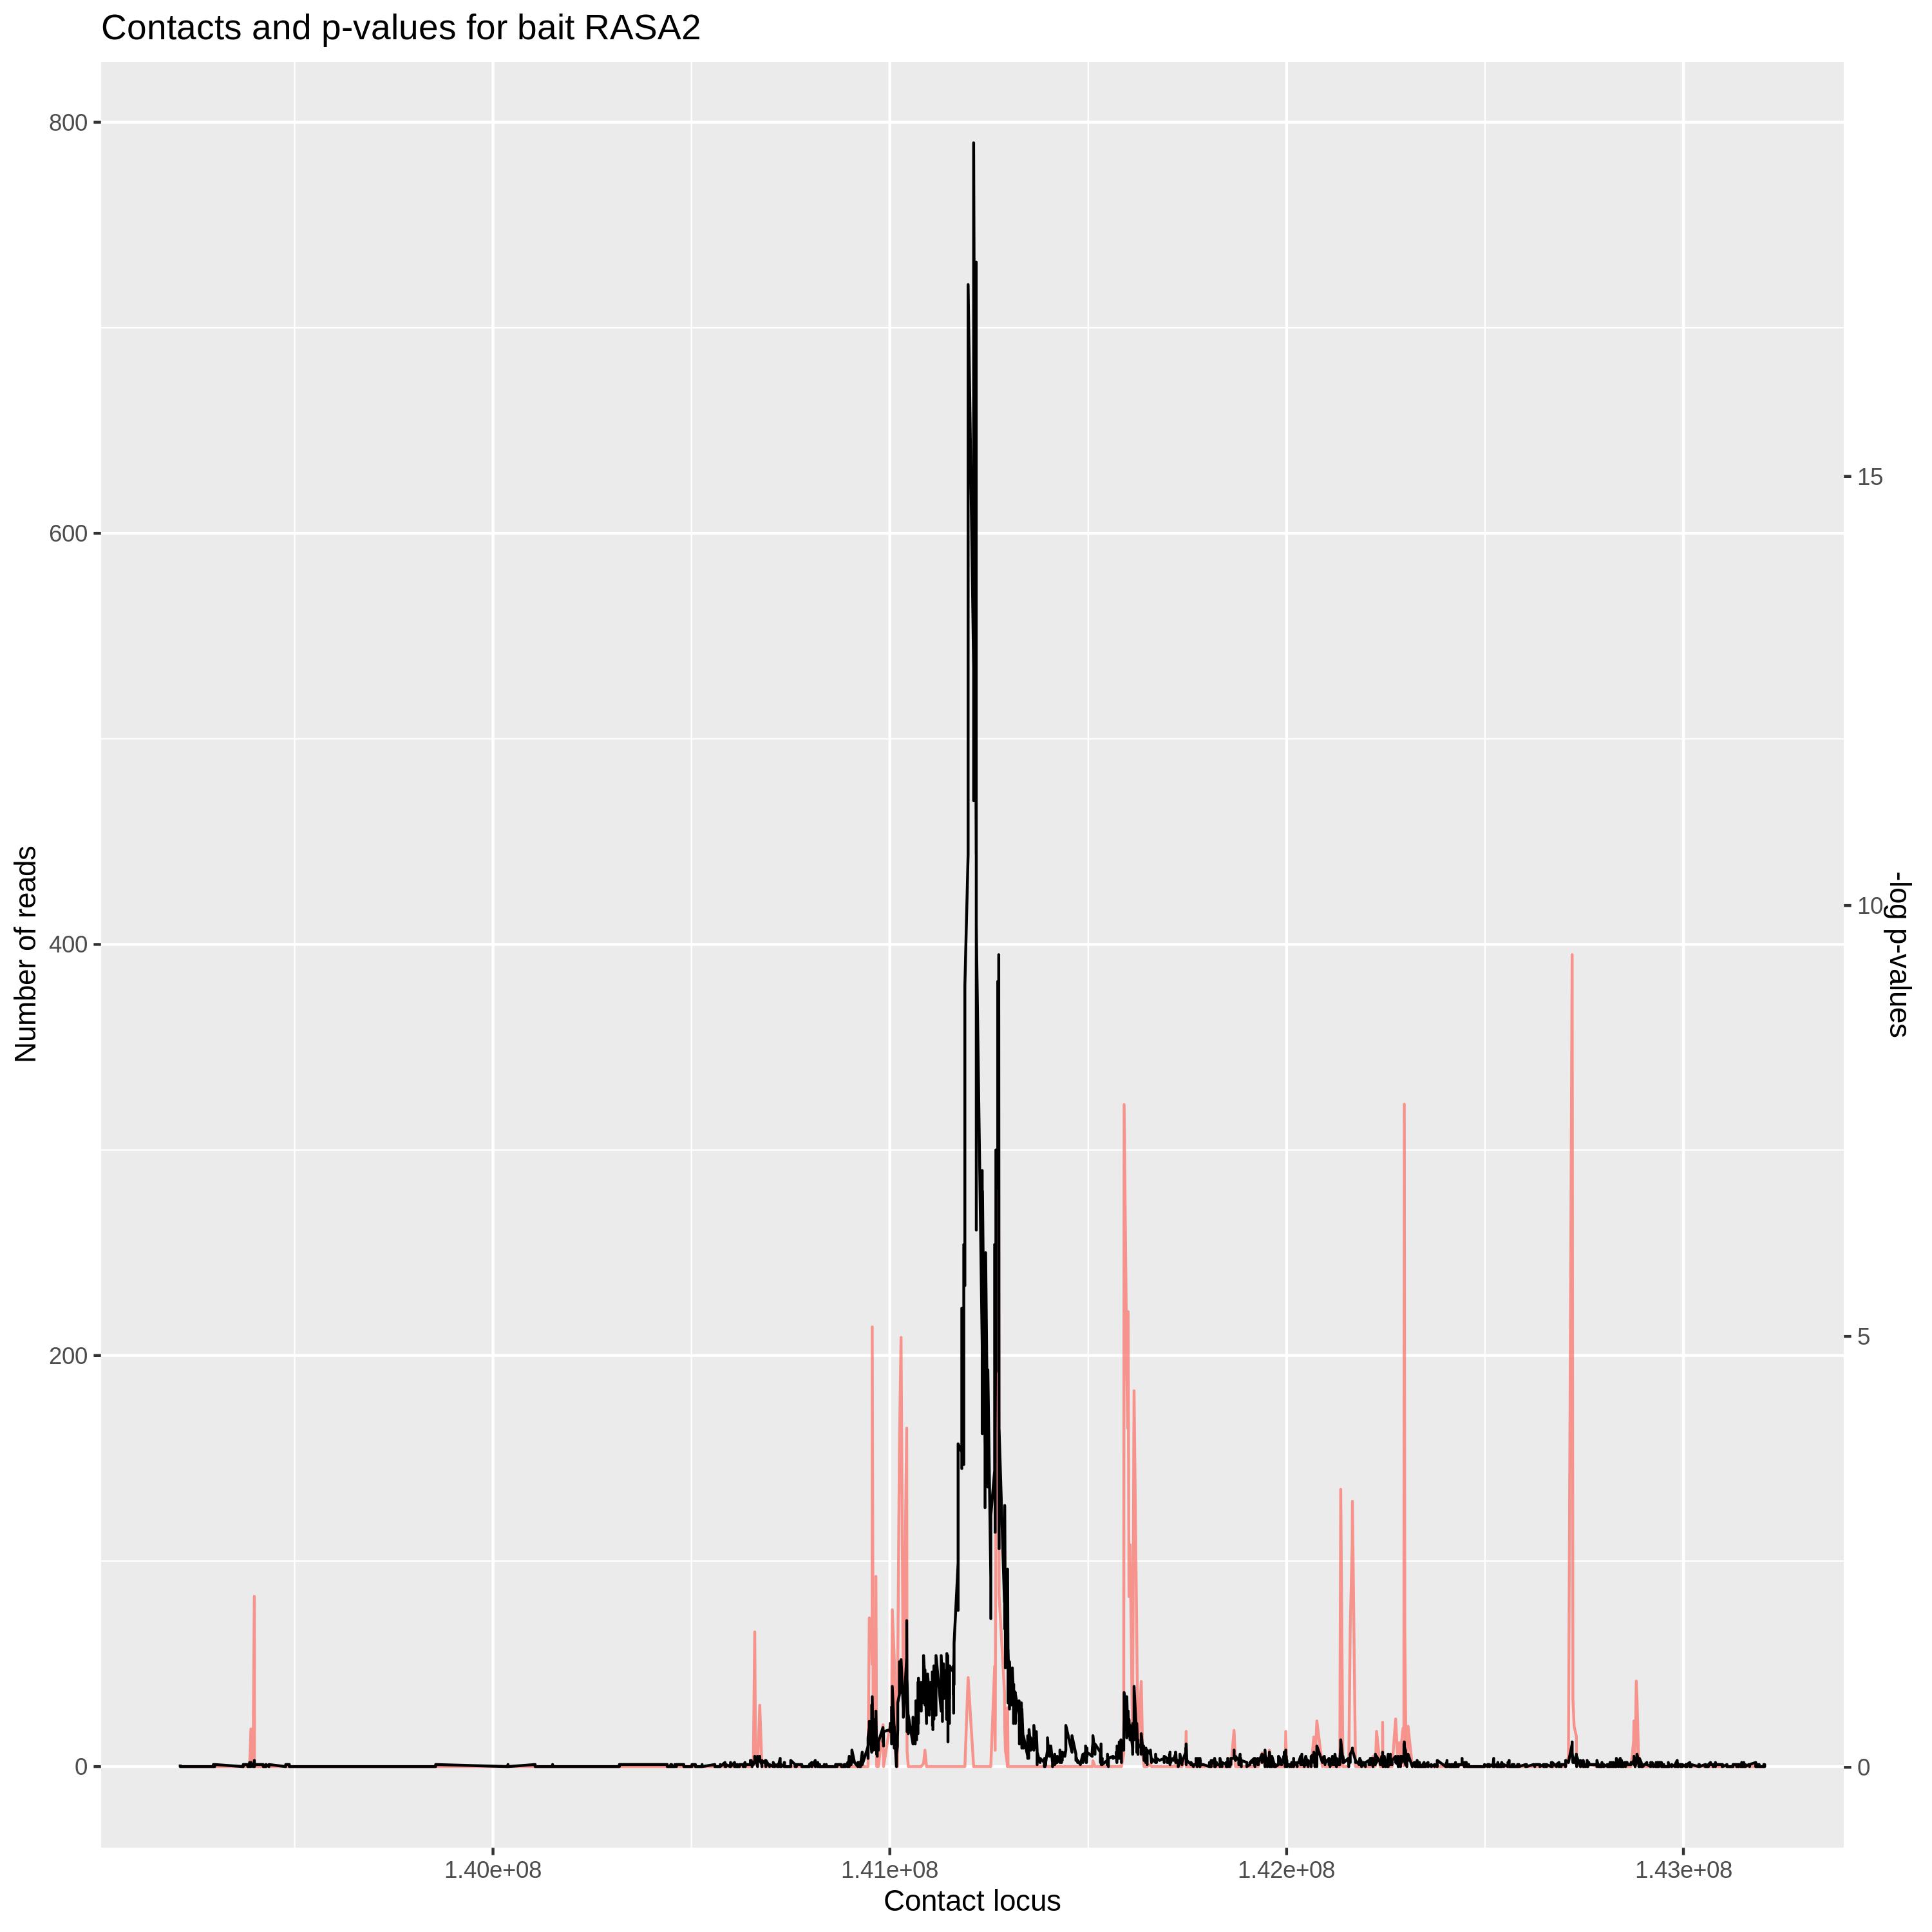 Contacts and p-values for bait RASA2
800
600
400
200
0
Number of reads
15
10
5
0
-log p-values
1.40e+08
1.41e+08
1.42e+08
1.43e+08
Contact locus